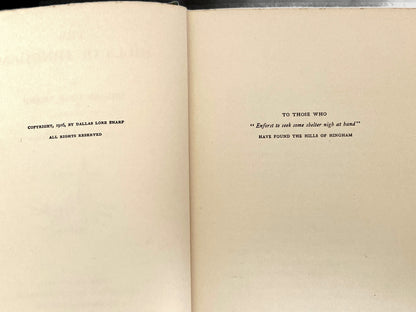 COPYRIGHT, 1916, BY DALLAS LORE SHARP
ALL RIGHTS RESERVED
TO THOSE WHO
"Enforst to seek some shelter nigh at hand"
HAVE FOUND THE HILLS OF HINGHAM